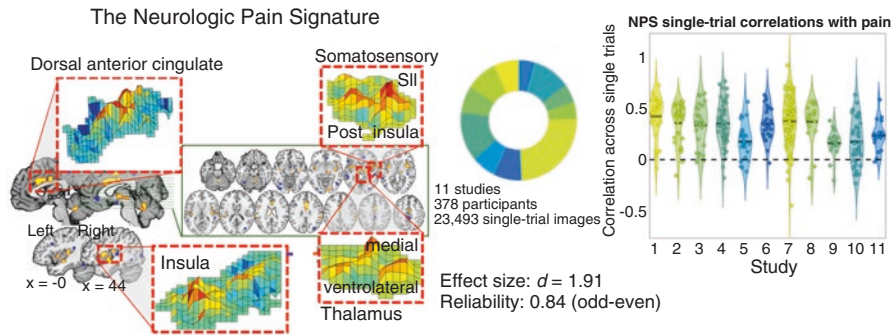 The Neurologic Pain Signature
Dorsal anterior cingulate
Somatosensory
SII
Post insula
Left Right
x = -0 x = 44
Insula
medial
ventrolateral
Thalamus
11 studies
378 participants
23,493 single-trial images
Effect size: d = 1.91
Reliability: 0.84 (odd-even)
NPS single-trial correlations with pain
Correlation across single trials
1
0.5
0
-0.5
1 2 3 4 5 6 7 8 9 10 11
Study